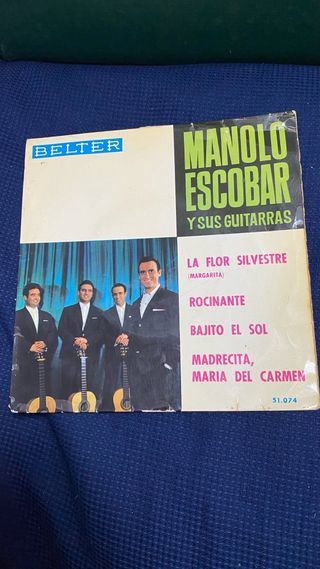 BELTER
MANOLO
ESCOBAR
Y SUS GUITARRAS
LA FLOR SILVESTRE
(MARGARITA)
ROCINANTE
BAJITO EL SOL
MADRECITA,
MARIA DEL CARMEN
51.074